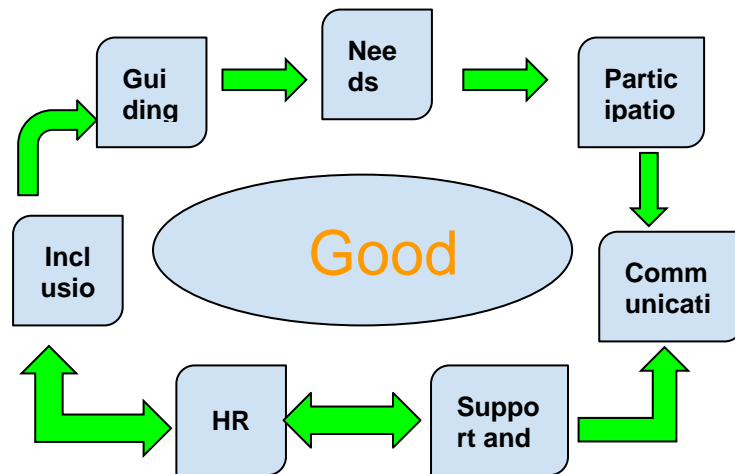 Gui
ding
Nee
ds
Partic
ipatio
Good
Incl
usio
Comm
unicati
HR
Suppo
rt and